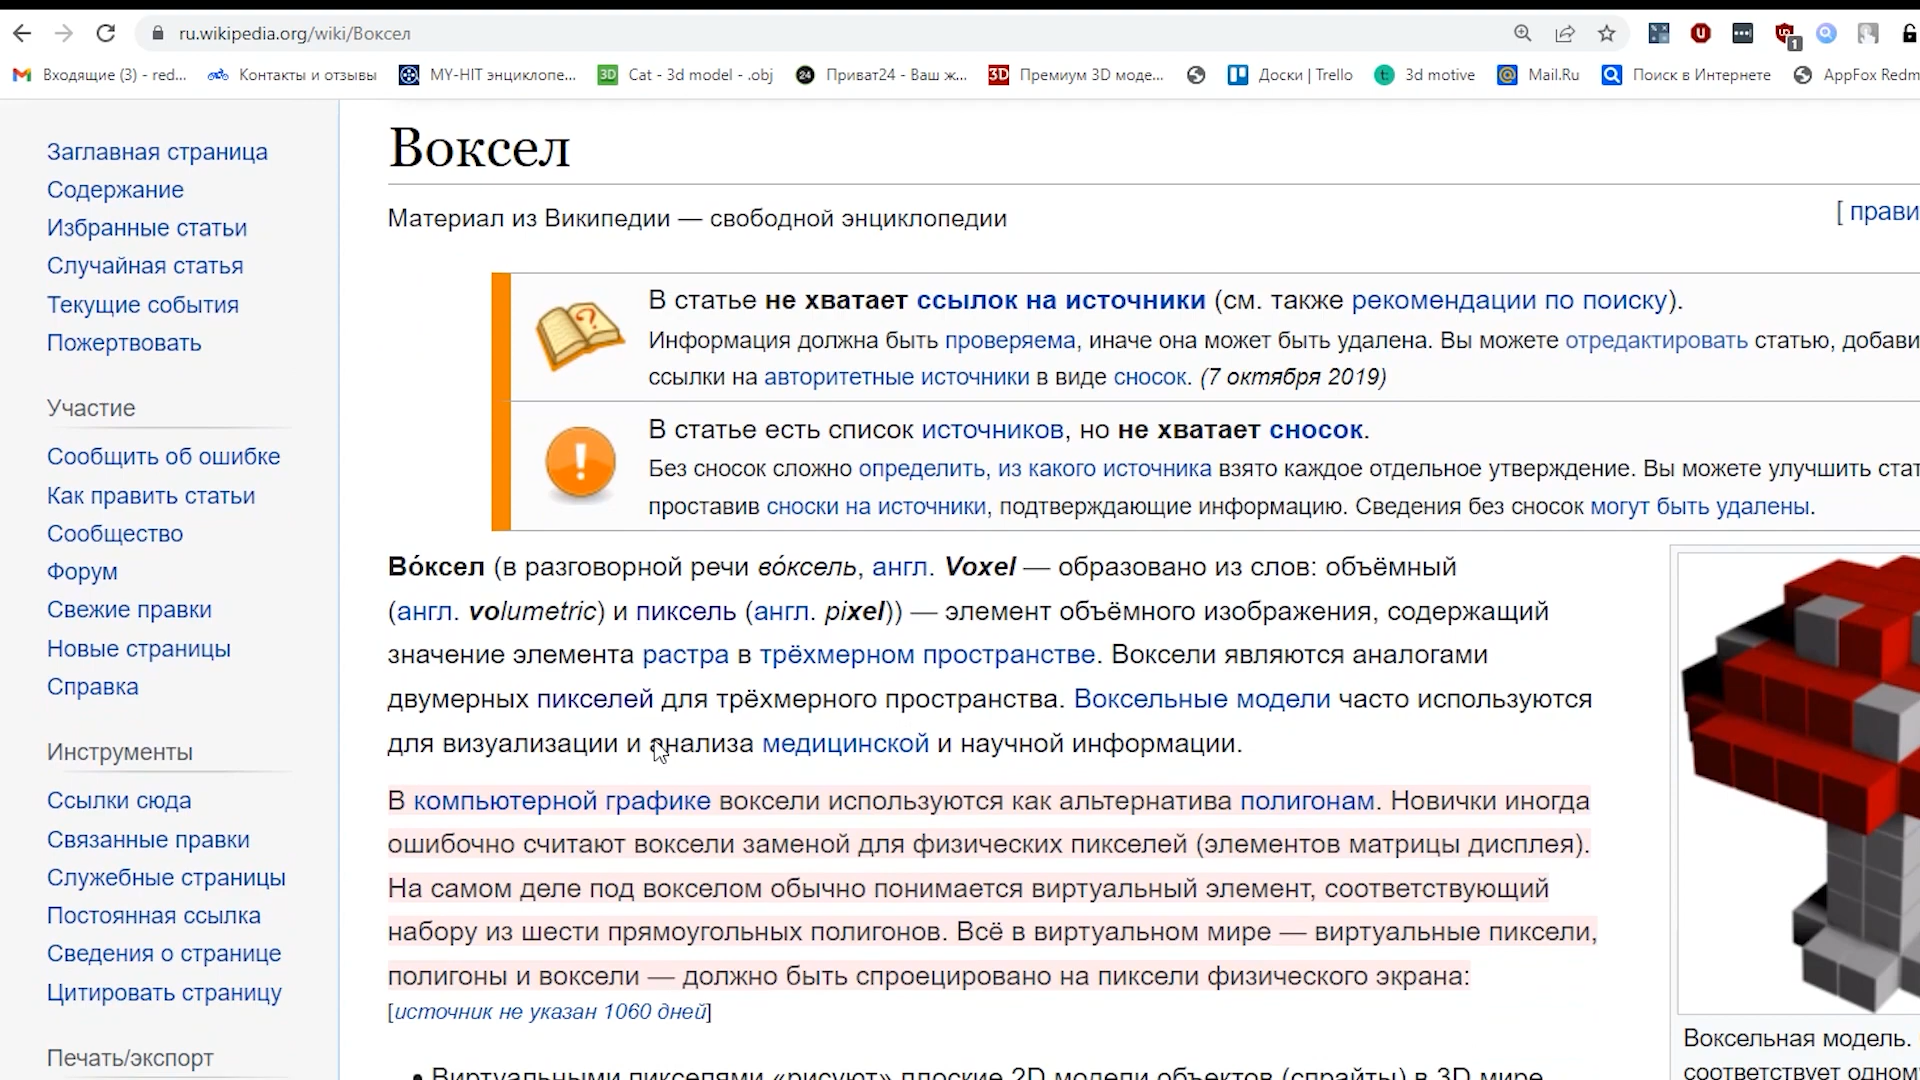 ru.wikipedia.org/wiki/Воксел
Входящие (3) - red... Контакты и отзывы MY-HIT энциклопе... Cat - 3d model - .obj Приват24 - Ваш ж... Премиум 3D моде... Доски | Trello 3d motive Mail.Ru Поиск в Интернете AppFox Redm
Заглавная страница
Содержание
Избранные статьи
Случайная статья
Текущие события
Пожертвовать
Участие
Сообщить об ошибке
Как править статьи
Сообщество
Форум
Свежие правки
Новые страницы
Справка
Инструменты
Ссылки сюда
Связанные правки
Служебные страницы
Постоянная ссылка
Сведения о странице
Цитировать страницу
Печать/экспорт
Воксел
Материал из Википедии — свободной энциклопедии
[ прави
В статье не хватает ссылок на источники (см. также рекомендации по поиску).
Информация должна быть проверяема, иначе она может быть удалена. Вы можете отредактировать статью, добави
ссылки на авторитетные источники в виде сносок. (7 октября 2019)
В статье есть список источников, но не хватает сносок.
Без сносок сложно определить, из какого источника взято каждое отдельное утверждение. Вы можете улучшить стат
проставив сноски на источники, подтверждающие информацию. Сведения без сносок могут быть удалены.
Во́ксел (в разговорной речи во́ксель, англ. Voxel — образовано из слов: объёмный
(англ. volumetric) и пиксель (англ. pixel)) — элемент объёмного изображения, содержащий
значение элемента растра в трёхмерном пространстве. Воксели являются аналогами
двумерных пикселей для трёхмерного пространства. Воксельные модели часто используются
для визуализации и анализа медицинской и научной информации.
В компьютерной графике воксели используются как альтернатива полигонам. Новички иногда
ошибочно считают воксели заменой для физических пикселей (элементов матрицы дисплея).
На самом деле под вокселом обычно понимается виртуальный элемент, соответствующий
набору из шести прямоугольных полигонов. Всё в виртуальном мире — виртуальные пиксели,
полигоны и воксели — должно быть спроецировано на пиксели физического экрана:
[источник не указан 1060 дней]
• Виртуальными пикселями «рисуют» плоские 2D модели объектов (спрайты) в 3D мире
Воксельная модель.
соответствует одном